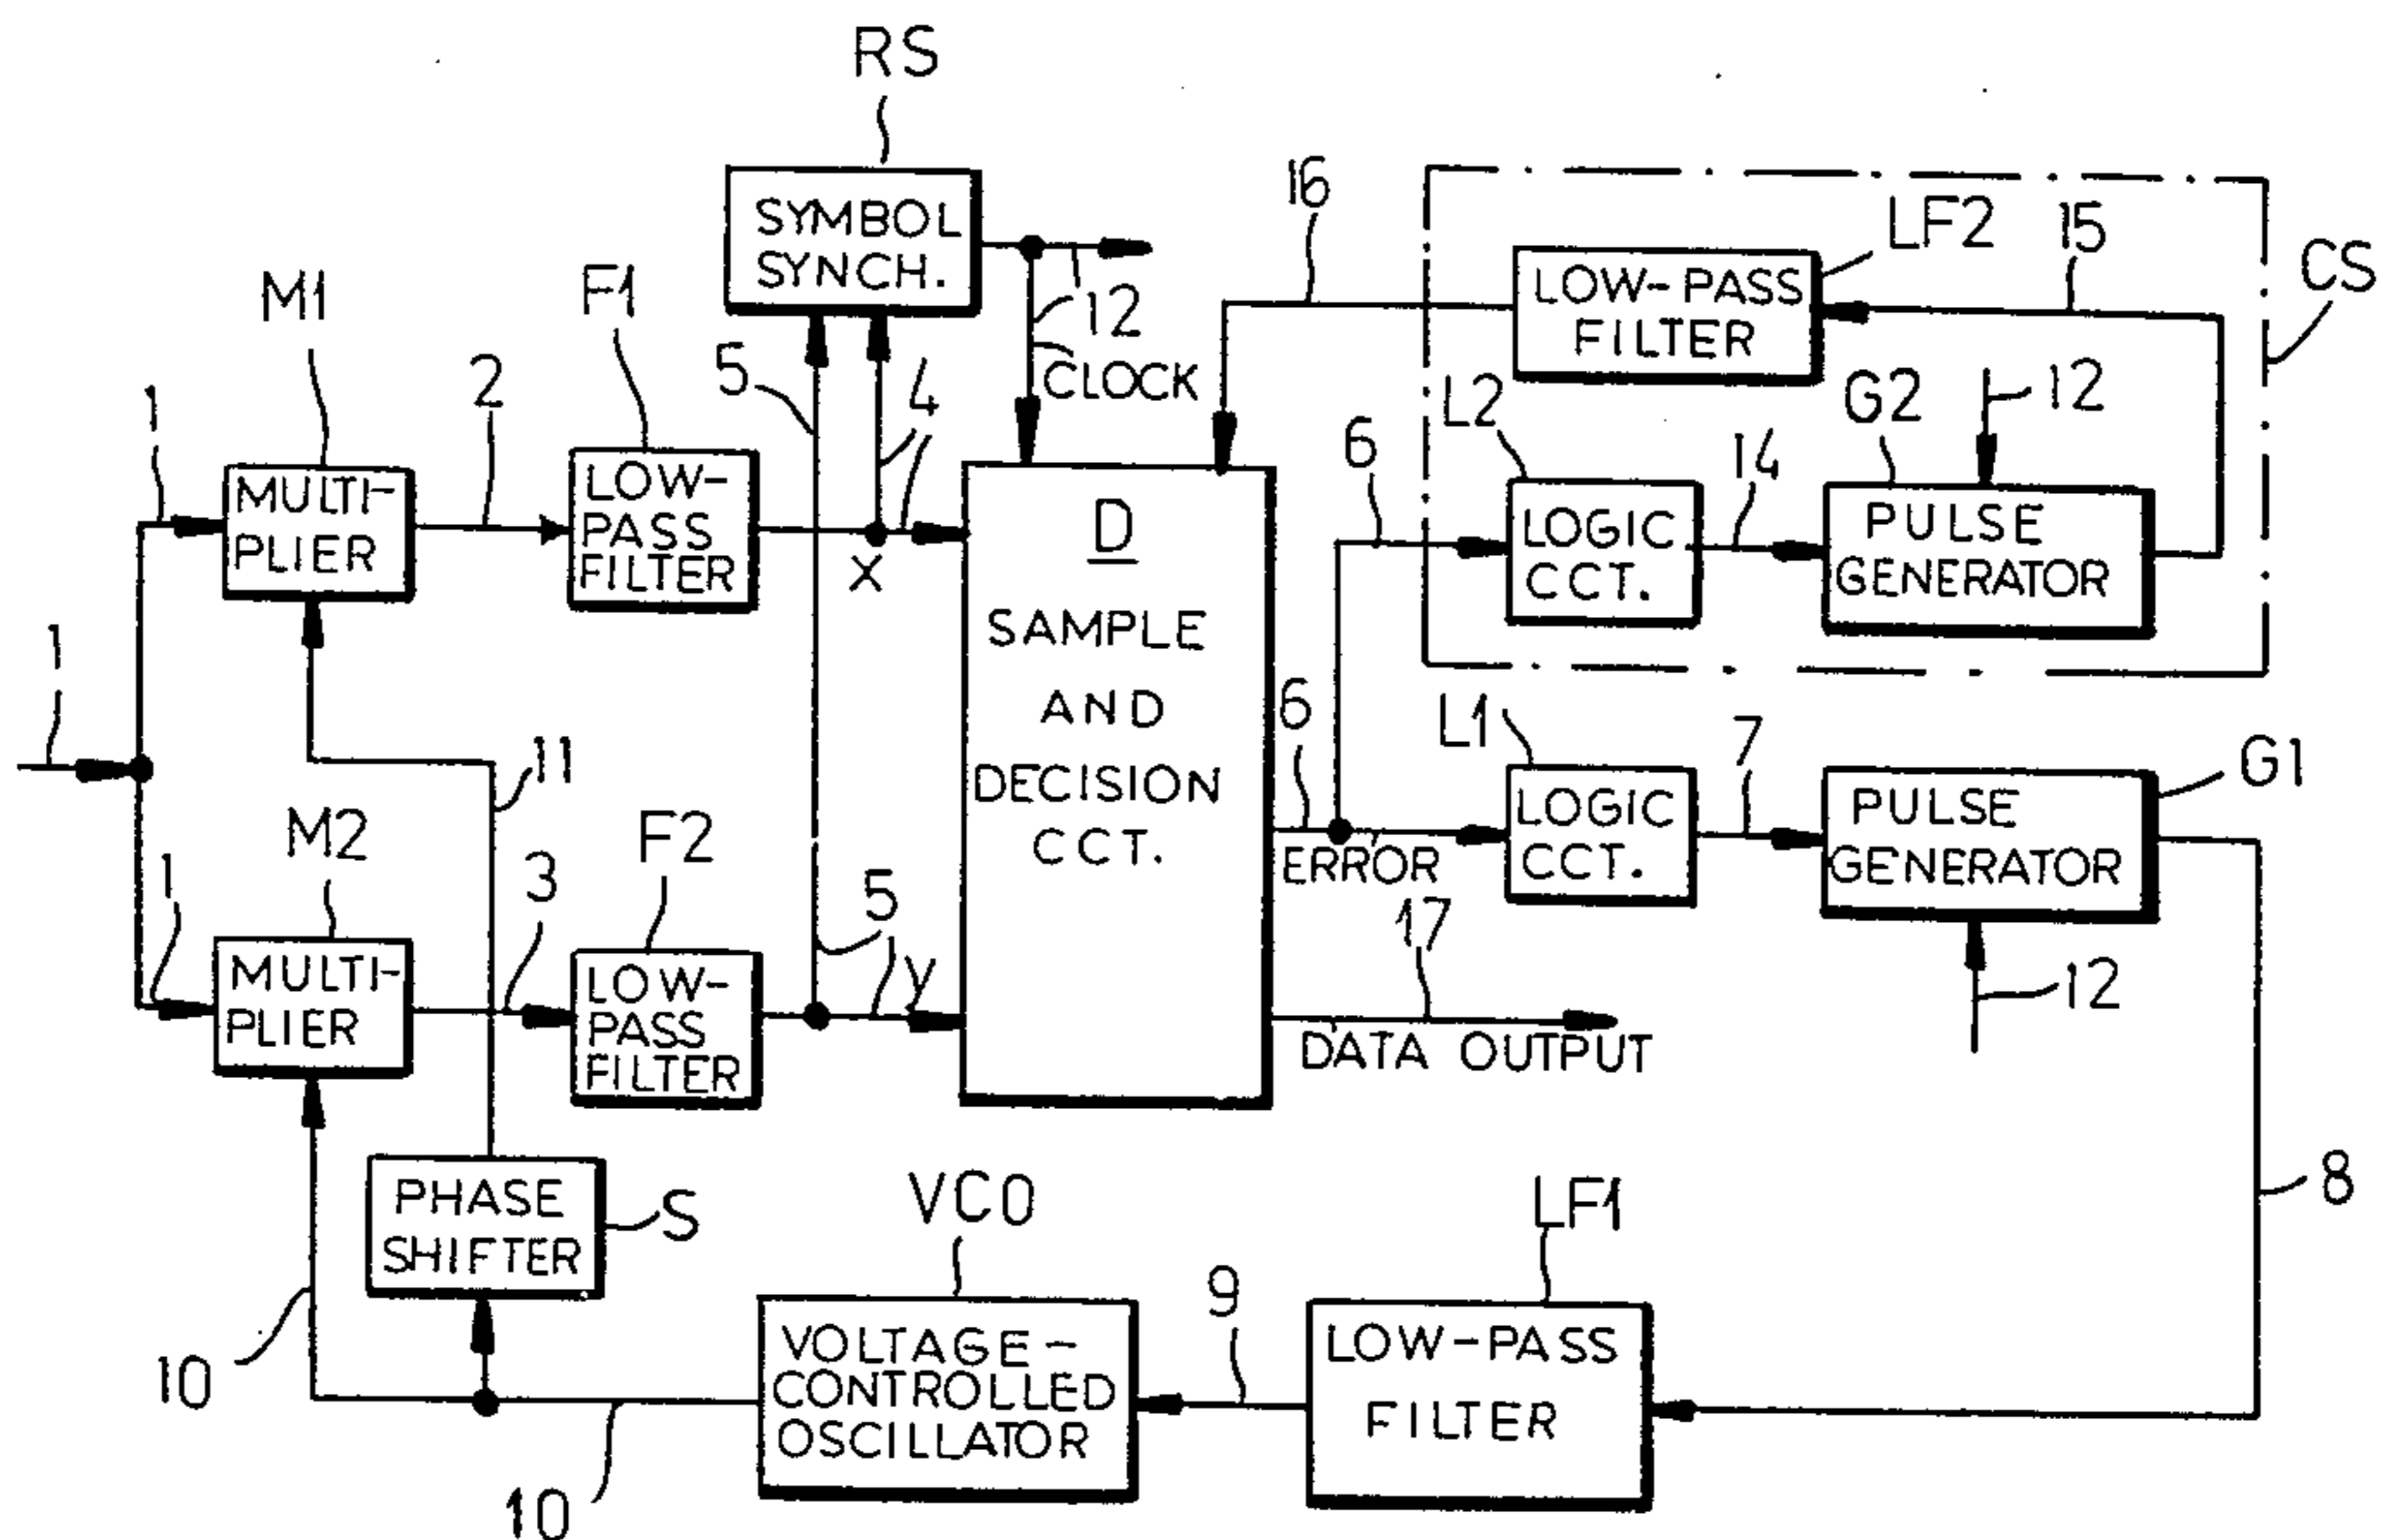 RS
16
LF2
15
CS
SYMBOL
SYNCH.
LOW-PASS
FILTER
M1
F1
12
CLOCK
5
4
2
1
L2
G2
12
6
14
MULTI-
PLIER
LOW-
PASS
FILTER
X
D
SAMPLE
AND
DECISION
CCT.
LOGIC
CCT.
PULSE
GENERATOR
1
11
6
L1
7
G1
ERROR
LOGIC
CCT.
PULSE
GENERATOR
M2
F2
1
3
5
y
17
12
MULTI-
PLIER
LOW-
PASS
FILTER
DATA OUTPUT
PHASE
SHIFTER
S
VCO
LF1
8
10
9
VOLTAGE-
CONTROLLED
OSCILLATOR
LOW-PASS
FILTER
10